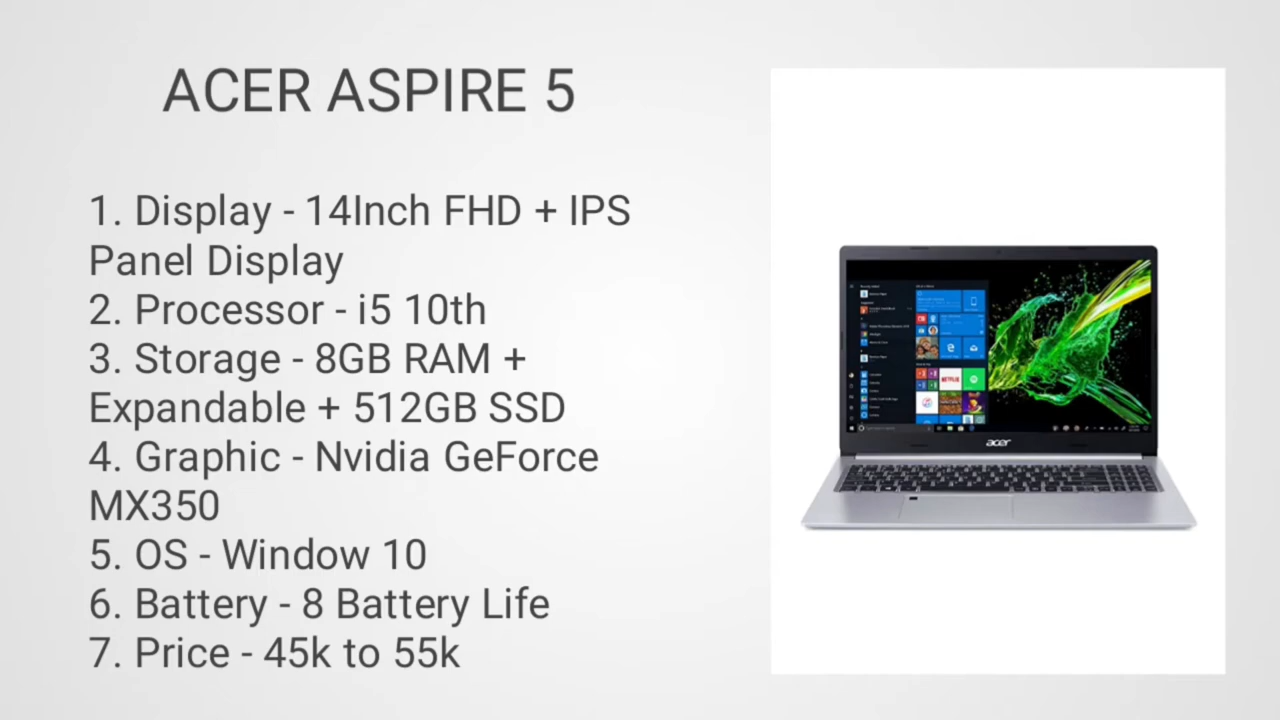 ACER ASPIRE 5
1. Display - 14Inch FHD + IPS
Panel Display
2. Processor - i5 10th
3. Storage - 8GB RAM +
Expandable + 512GB SSD
4. Graphic - Nvidia GeForce
MX350
5. OS - Window 10
6. Battery - 8 Battery Life
7. Price - 45k to 55k
NETFLIX
acer